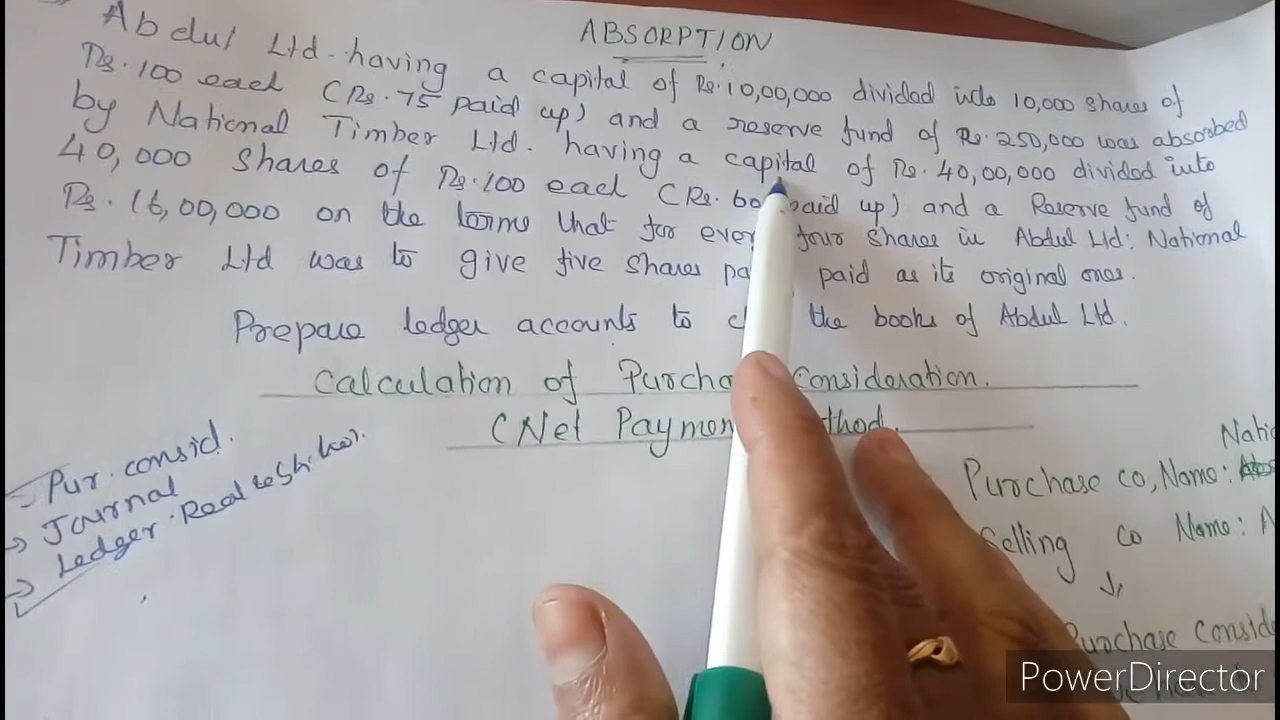 ABSORPTION
Abdul Ltd. having a capital of Rs. 10,00,000 divided into 10,000 shares of
Rs. 100 each (Rs. 75 paid up) and a reserve fund of Rs. 250,000 was absorbed
by National Timber Ltd. having a capital of Rs. 40,00,000 divided into
40,000 shares of Rs. 100 each (Rs. 60 paid up) and a Reserve fund of
Rs. 16,00,000 on the terms that for ever four shares in Abdul Ltd: National
Timber Ltd was to give five shares pa paid as its original ones.
Prepare ledger accounts to the books of Abdul Ltd.
Calculation of Purcha Consideration.
(Net Paymen thod.
→ Pur. consid.
→ Journal
→ Ledger. Real
Natio
Purchase co, Name:
Selling co Name: A
↓
Purchase Conside
PowerDirector